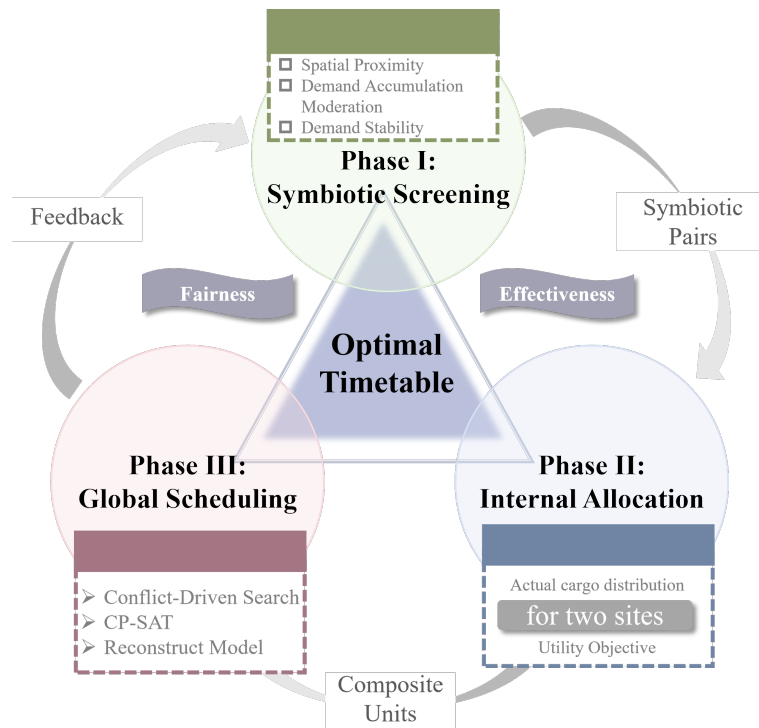 Spatial Proximity
Demand Accumulation
Moderation
Demand Stability
Phase I:
Symbiotic Screening
Feedback
Symbiotic
Pairs
Fairness
Effectiveness
Optimal
Timetable
Phase III:
Global Scheduling
Phase II:
Internal Allocation
Conflict-Driven Search
CP-SAT
Reconstruct Model
Actual cargo distribution
for two sites
Utility Objective
Composite
Units